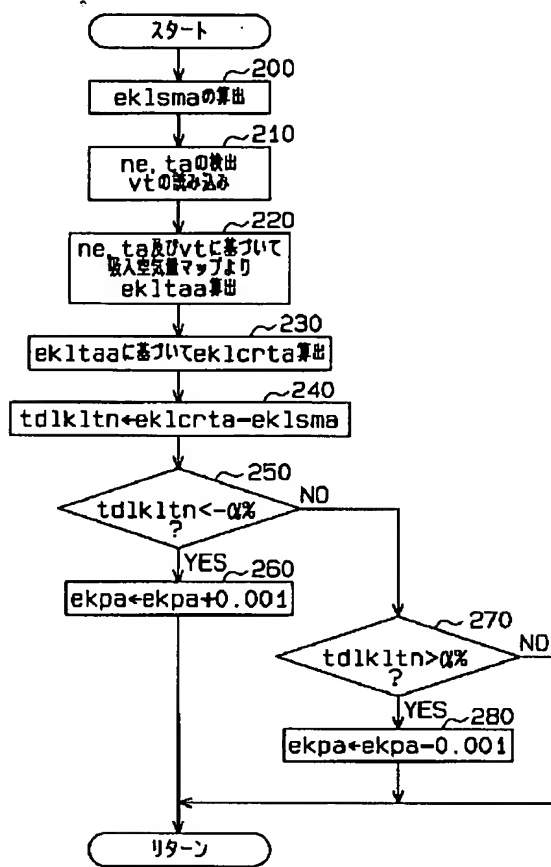 スタート
200
eklsmaの算出
210
ne, taの検出
vtの読み込み
220
ne, ta及びvtに基づいて
吸入空気量マップより
ekltaa算出
230
ekltaaに基づいてeklcrta算出
240
tdlkltn←eklcrta-eklsma
250
tdlkltn<-α%
?
NO
YES
260
ekpa←ekpa+0.001
270
tdlkltn>α%
?
NO
YES
280
ekpa←ekpa-0.001
リターン